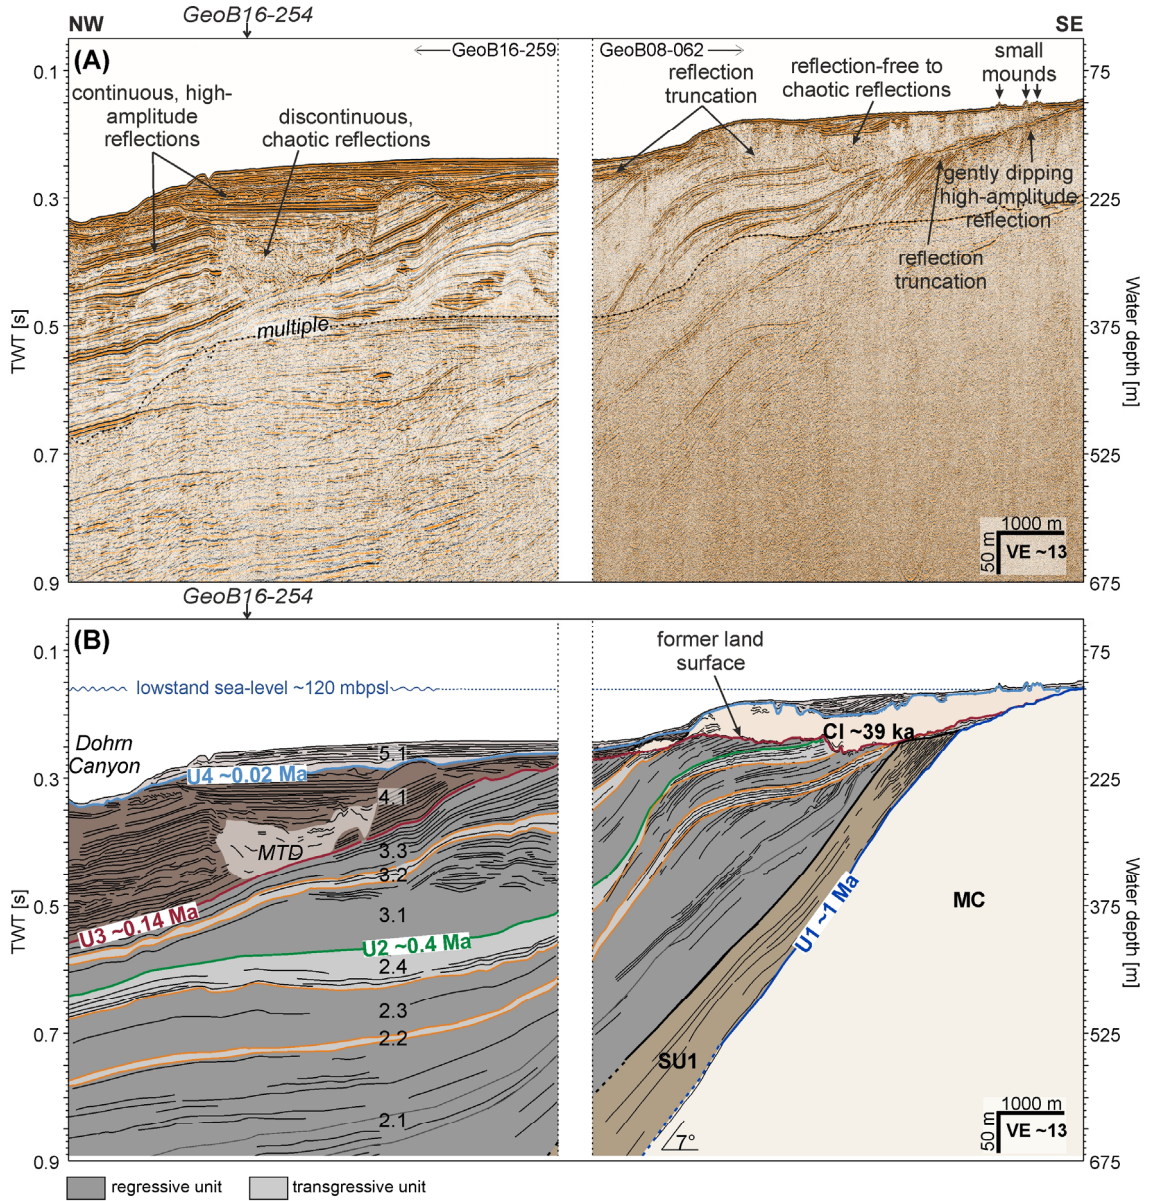 GeoB16-254
NW
SE
(A)
GeoB16-259
GeoB08-062
0.1
0.3
0.5
0.7
0.9
TWT [s]
75
225
375
525
675
Water depth [m]
continuous, high-
amplitude
reflections
discontinuous,
chaotic reflections
reflection
truncation
reflection-free to
chaotic reflections
small
mounds
gently dipping
high-amplitude
reflection
reflection
truncation
multiple
1000 m
50 m
VE ~13
GeoB16-254
(B)
0.1
0.3
0.5
0.7
0.9
TWT [s]
75
225
375
525
675
Water depth [m]
former land
surface
lowstand sea-level ~120 mbpsl
Dohrn
Canyon
CI ~39 ka
5.1
U4 ~0.02 Ma
4.1
MTD
3.3
3.2
U3 ~0.14 Ma
3.1
U2 ~0.4 Ma
2.4
2.3
2.2
2.1
MC
U1 ~1 Ma
SU1
7°
1000 m
50 m
VE ~13
regressive unit
transgressive unit